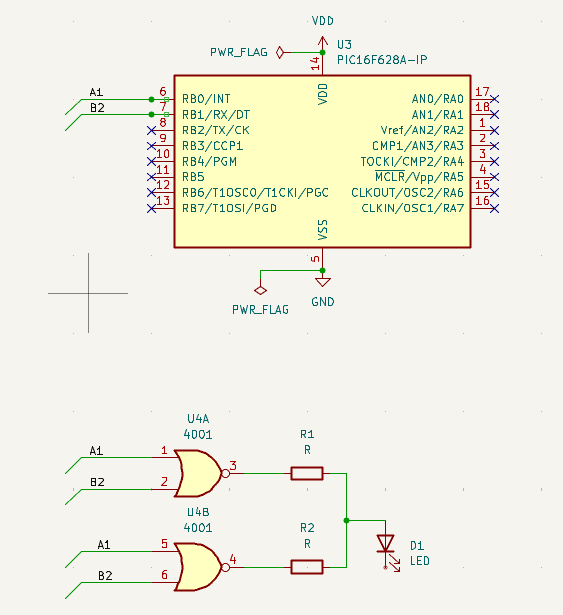 VDD
PWR_FLAG
U3
PIC16F628A-IP
14
A1
6
RB0/INT
VDD
AN0/RA0
17
B2
7
RB1/RX/DT
AN1/RA1
18
8
RB2/TX/CK
Vref/AN2/RA2
1
9
RB3/CCP1
CMP1/AN3/RA3
2
10
RB4/PGM
TOCKI/CMP2/RA4
3
11
RB5
MCLR/Vpp/RA5
4
12
RB6/T1OSCO/T1CKI/PGC
CLKOUT/OSC2/RA6
15
13
RB7/T1OSI/PGD
CLKIN/OSC1/RA7
16
VSS
5
PWR_FLAG
GND
U4A
4001
A1
1
3
B2
2
R1
R
U4B
4001
A1
5
4
B2
6
R2
R
D1
LED